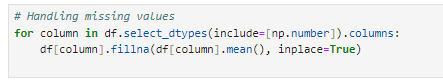 # Handling missing values
for column in df.select_dtypes(include=[np.number]).columns:
    df[column].fillna(df[column].mean(), inplace=True)